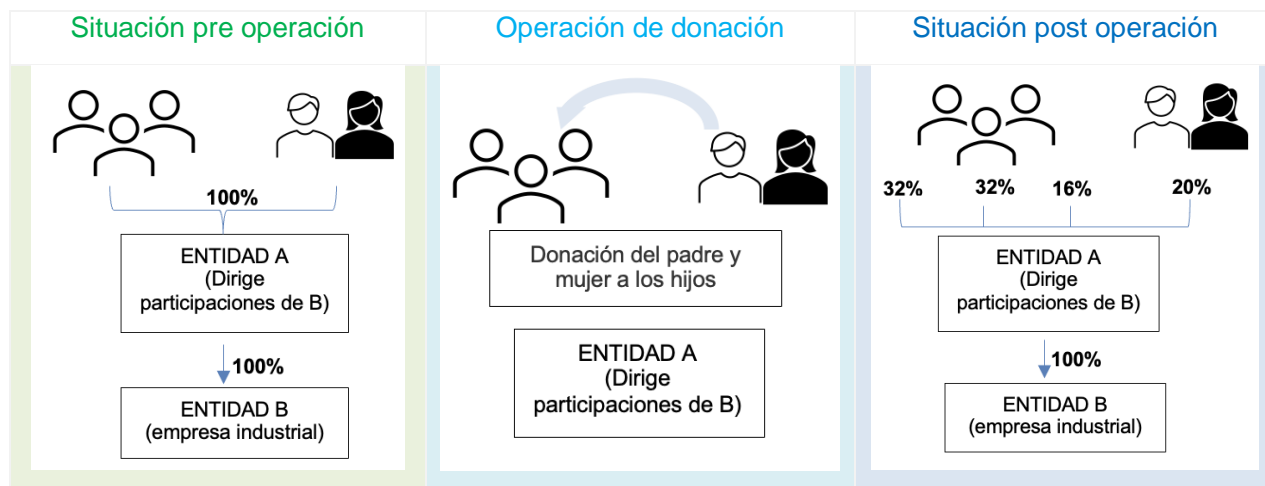 Situación pre operación
Operación de donación
Situación post operación
100%
ENTIDAD A
(Dirige
participaciones de B)
100%
ENTIDAD B
(empresa industrial)
Donación del padre y
mujer a los hijos
ENTIDAD A
(Dirige
participaciones de B)
32%
32%
16%
20%
ENTIDAD A
(Dirige
participaciones de B)
100%
ENTIDAD B
(empresa industrial)